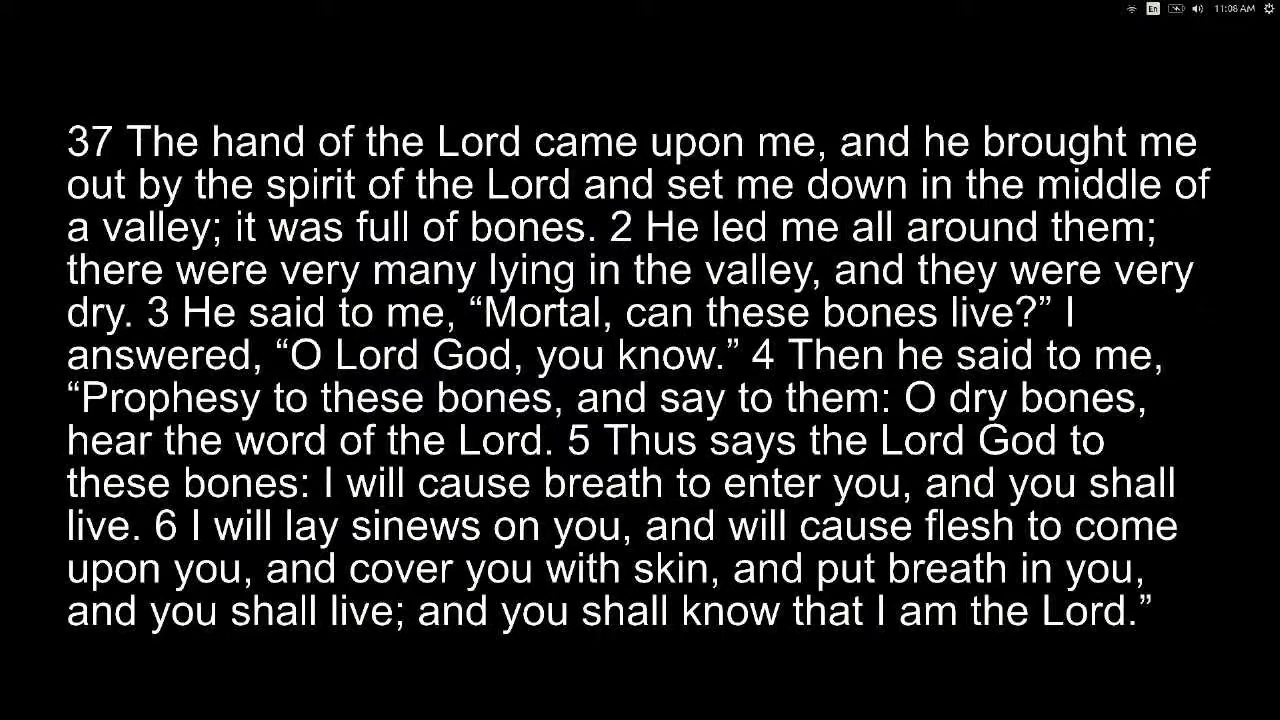 En 11:08 AM
37 The hand of the Lord came upon me, and he brought me
out by the spirit of the Lord and set me down in the middle of
a valley; it was full of bones. 2 He led me all around them;
there were very many lying in the valley, and they were very
dry. 3 He said to me, “Mortal, can these bones live?” I
answered, “O Lord God, you know.” 4 Then he said to me,
“Prophesy to these bones, and say to them: O dry bones,
hear the word of the Lord. 5 Thus says the Lord God to
these bones: I will cause breath to enter you, and you shall
live. 6 I will lay sinews on you, and will cause flesh to come
upon you, and cover you with skin, and put breath in you,
and you shall live; and you shall know that I am the Lord.”